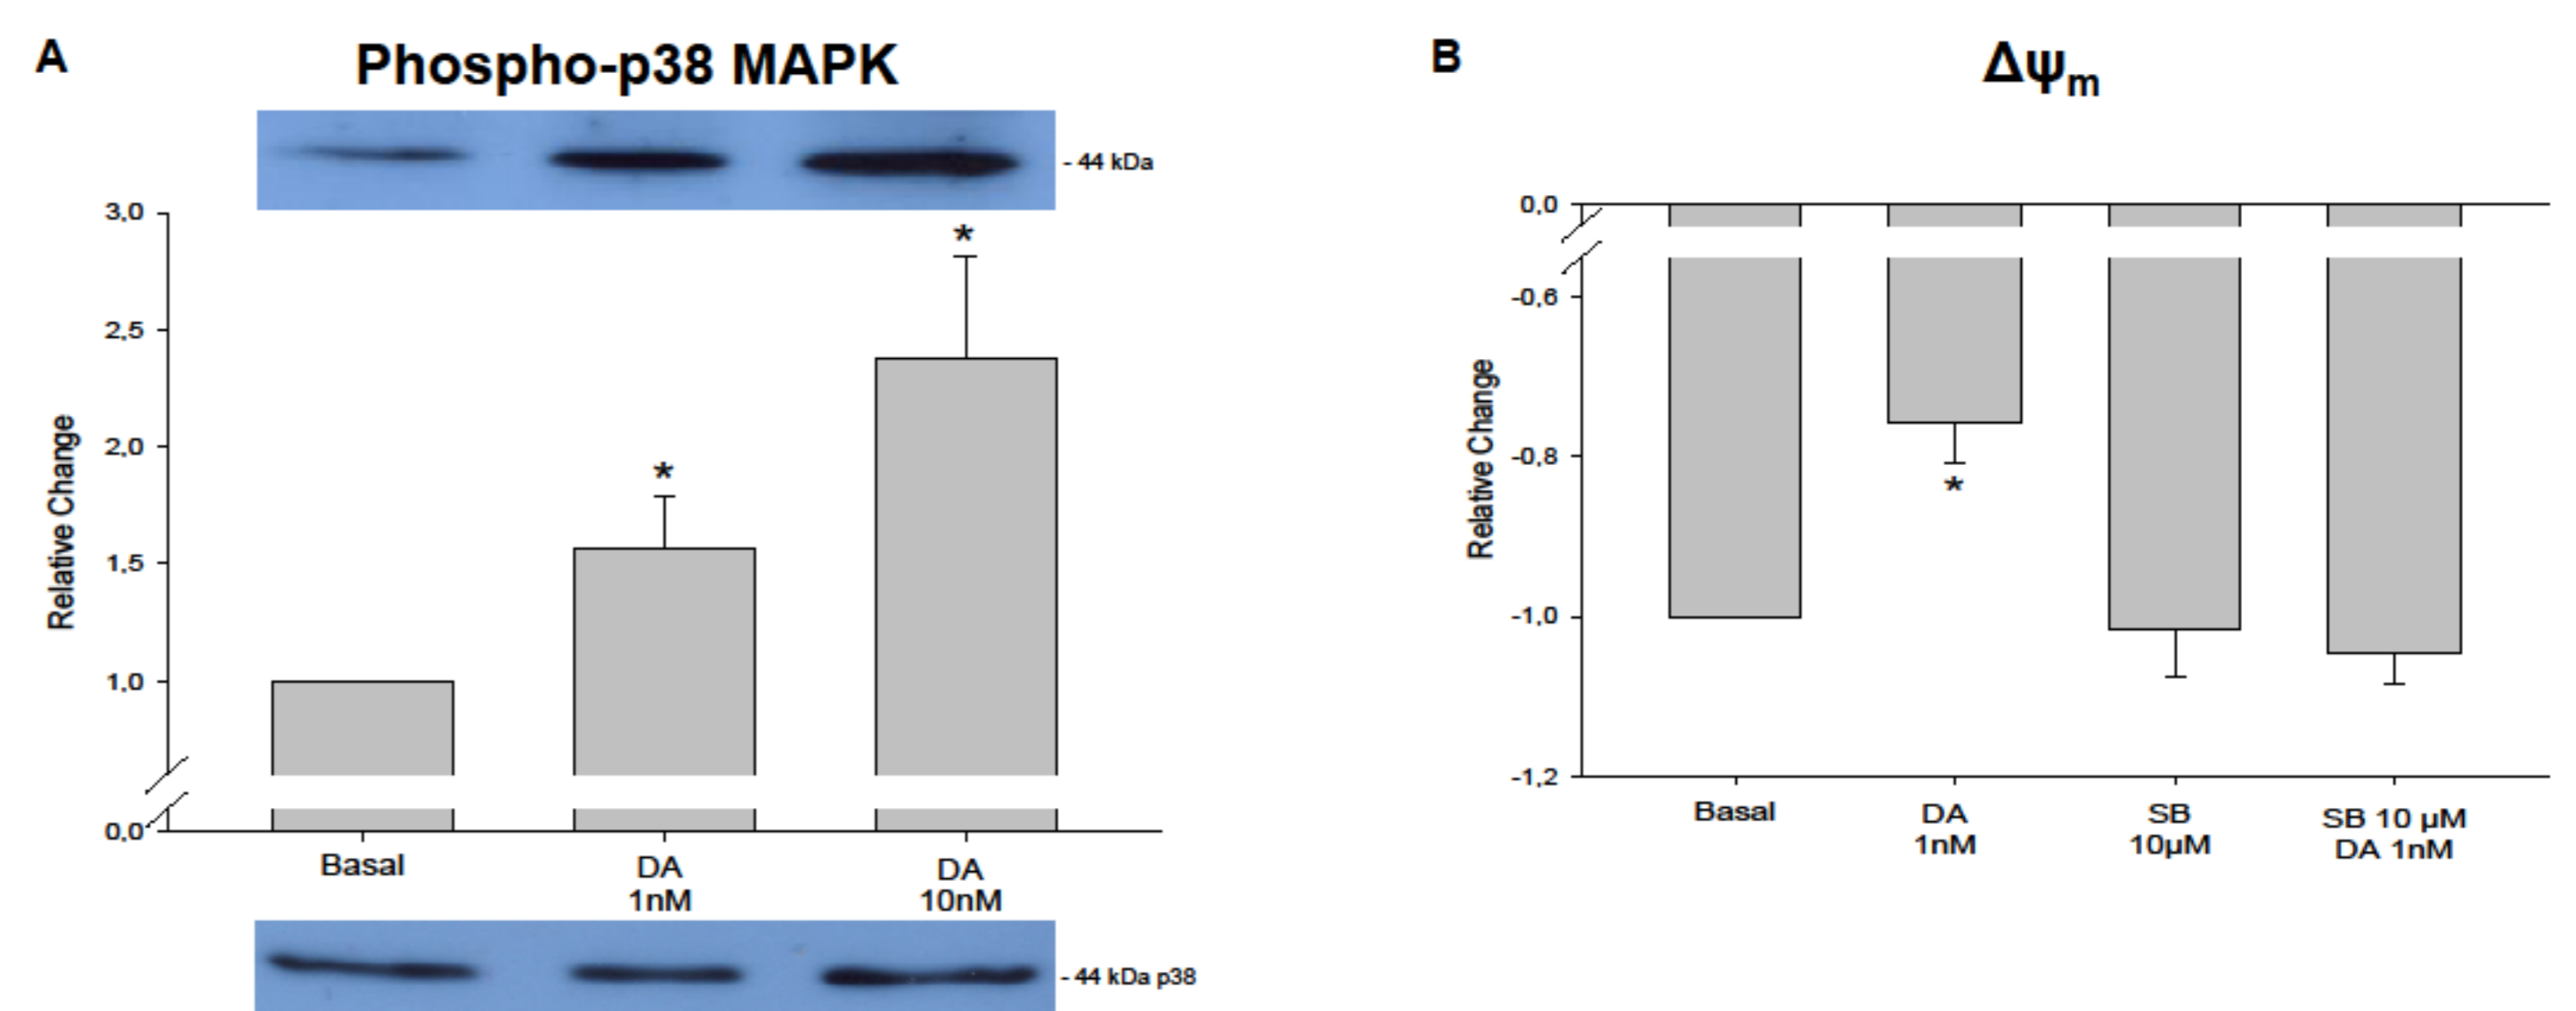 A
Phospho-p38 MAPK
- 44 kDa
3,0
*
2,5
2,0
*
1,5
1,0
0,0
Relative Change
Basal
DA
1nM
DA
10nM
- 44 kDa p38
B
Δψm
0,0
-0,6
-0,8
*
-1,0
-1,2
Relative Change
Basal
DA
1nM
SB
10µM
SB 10 µM
DA 1nM